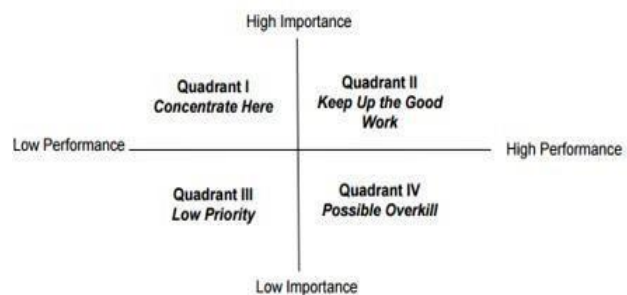 High Importance
Quadrant I
Concentrate Here
Quadrant II
Keep Up the Good
Work
Low Performance
High Performance
Quadrant III
Low Priority
Quadrant IV
Possible Overkill
Low Importance